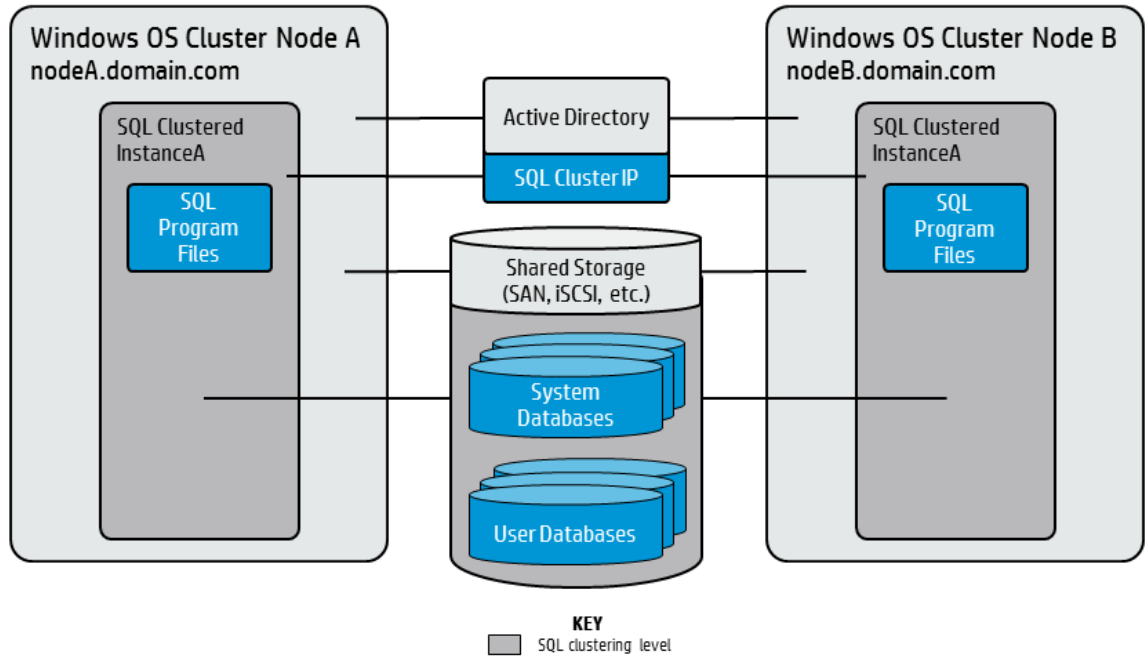 Windows OS Cluster Node A
nodeA.domain.com
SQL Clustered
InstanceA
SQL
Program
Files
Active Directory
SQL Cluster IP
Shared Storage
(SAN, iSCSI, etc.)
System
Databases
User Databases
Windows OS Cluster Node B
nodeB.domain.com
SQL Clustered
InstanceA
SQL
Program
Files
KEY
SQL clustering level